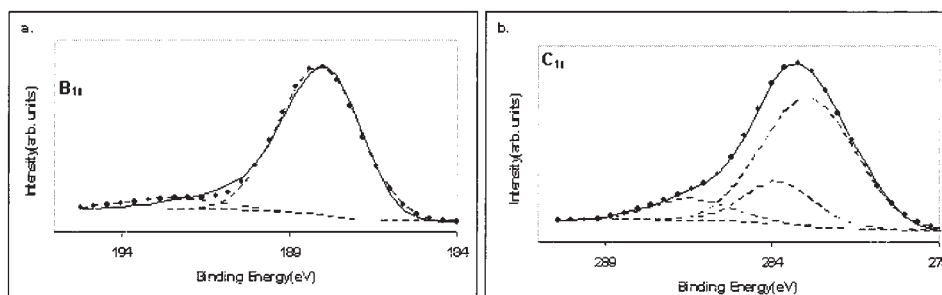 a.
B1s
Intensity(arb. units)
194
189
184
Binding Energy(eV)
b.
C1s
Intensity(arb. units)
289
284
27
Binding Energy(eV)